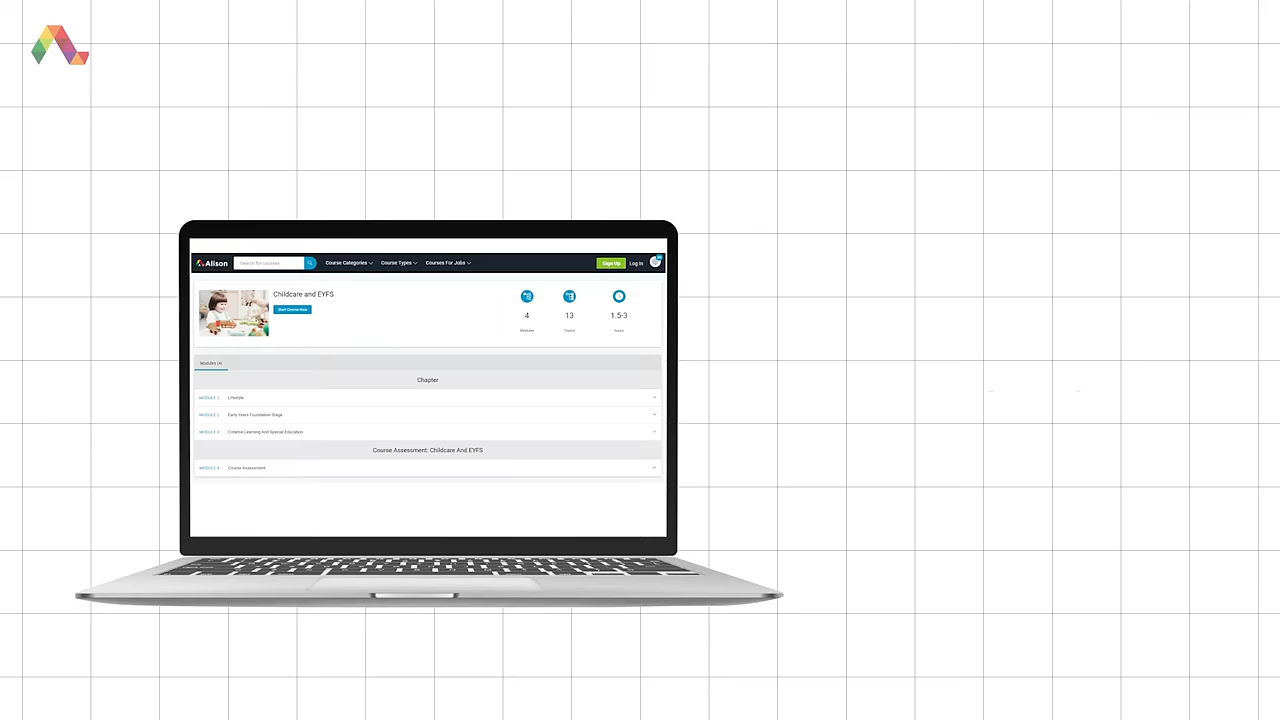 Alison Search for courses Course Categories Course Types Courses For Jobs Sign Up Log In
Childcare and EYFS
Start Course Now
4 13 1.5-3
Modules Topics hours
Modules (4)
Chapter
MODULE 1 Lifestyle
MODULE 2 Early Years Foundation Stage
MODULE 3 Creative Learning And Special Education
Course Assessment: Childcare And EYFS
MODULE 4 Course Assessment